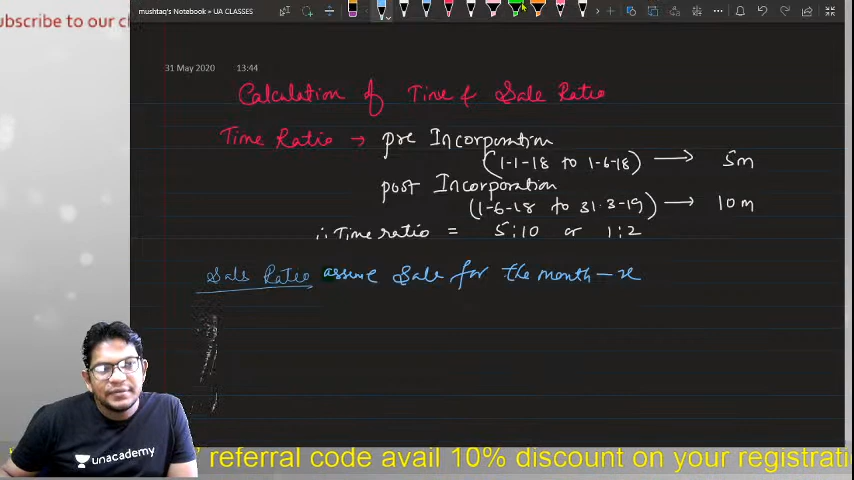 ubscribe to our cl
mushtaq's Notebook » UA CLASSES
31 May 2020 13:44
Calculation of Time & Sale Ratio
Time Ratio → pre Incorporation
(1-1-18 to 1-6-18) → 5m
post Incorporation
(1-6-18 to 31.3-19) → 10m
∴ Time ratio = 5:10 or 1:2
Sals Ratio assume Sale for the month - x
unacademy
referral code avail 10% discount on your registrati